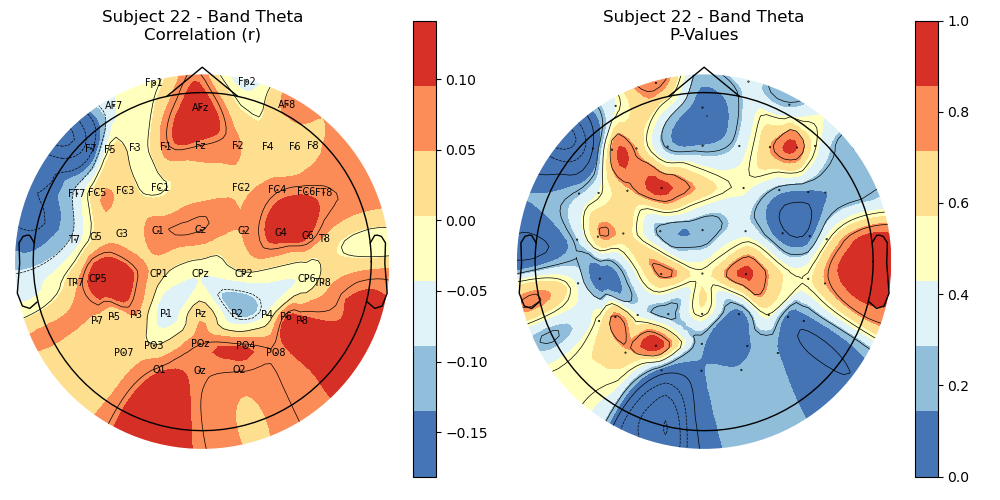 Subject 22 - Band Theta
Correlation (r)
Subject 22 - Band Theta
P-Values
Fp1 Fp2
AF7 AFz AF8
F7 F5 F3 F1 Fz F2 F4 F6 F8
FT7 FC5 FC3 FC1 FC2 FC4 FC6 FT8
T7 C5 C3 C1 Cz C2 C4 C6 T8
TP7 CP5 CP1 CPz CP2 CP6 TP8
P7 P5 P3 P1 Pz P2 P4 P6 P8
PO7 PO3 POz PO4 PO8
O1 Oz O2
0.10
0.05
0.00
−0.05
−0.10
−0.15
1.0
0.8
0.6
0.4
0.2
0.0